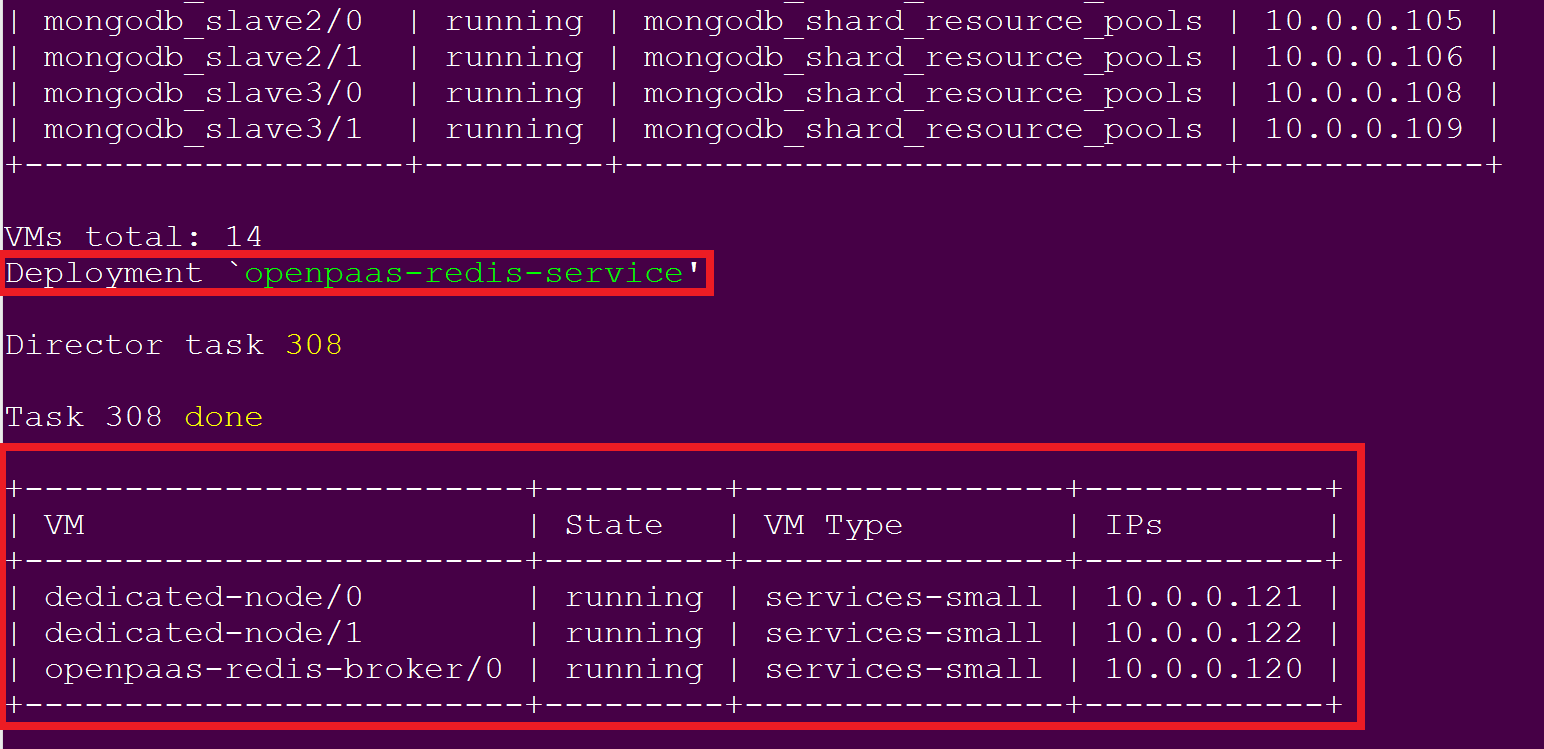 | mongodb_slave2/0  | running | mongodb_shard_resource_pools | 10.0.0.105 |
| mongodb_slave2/1  | running | mongodb_shard_resource_pools | 10.0.0.106 |
| mongodb_slave3/0  | running | mongodb_shard_resource_pools | 10.0.0.108 |
| mongodb_slave3/1  | running | mongodb_shard_resource_pools | 10.0.0.109 |
+-------------------+---------+------------------------------+------------+
VMs total: 14
Deployment `openpaas-redis-service'
Director task 308
Task 308 done
+-------------------------+---------+----------------+------------+
| VM                      | State   | VM Type        | IPs        |
+-------------------------+---------+----------------+------------+
| dedicated-node/0        | running | services-small | 10.0.0.121 |
| dedicated-node/1        | running | services-small | 10.0.0.122 |
| openpaas-redis-broker/0 | running | services-small | 10.0.0.120 |
+-------------------------+---------+----------------+------------+